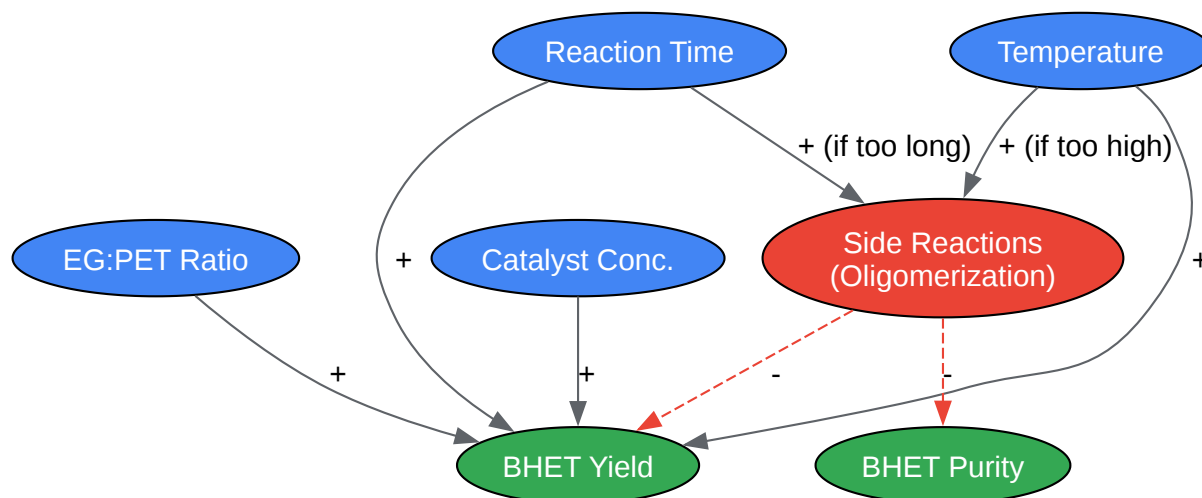 Reaction Time
Temperature
+ (if too long)
+ (if too high)
EG:PET Ratio
+
Catalyst Conc.
Side Reactions
(Oligomerization)
+
+
+
-
-
BHET Yield
BHET Purity